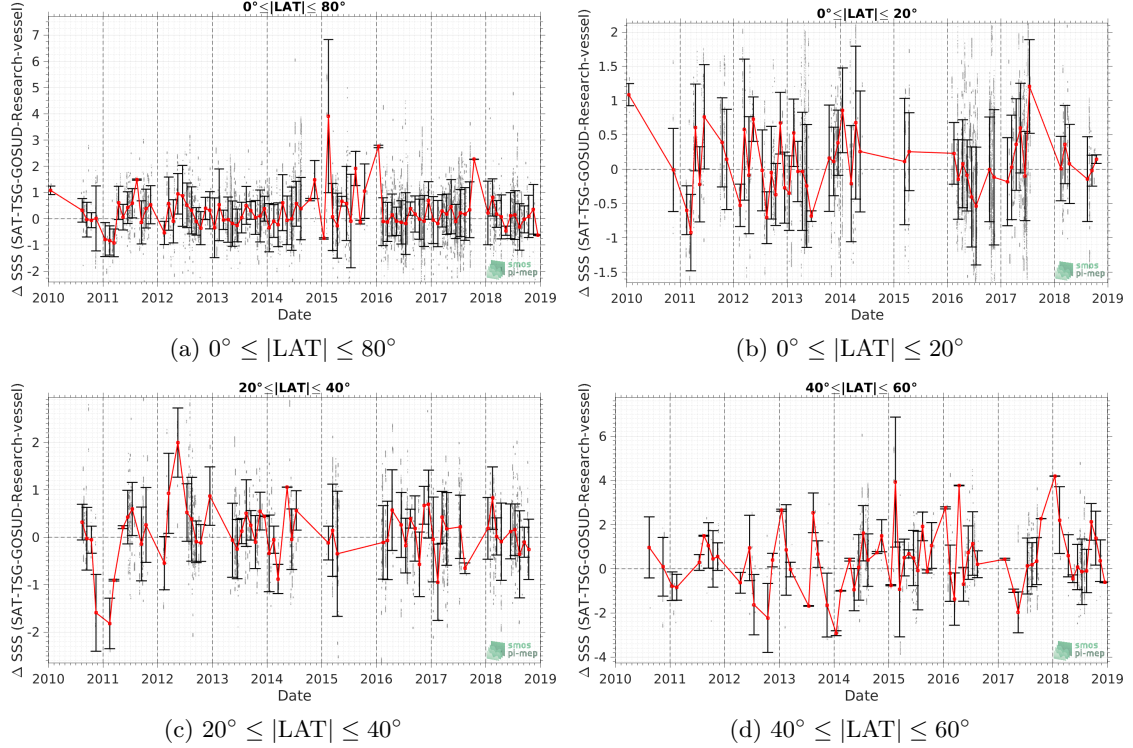 0°≤|LAT|≤ 80°
Δ SSS (SAT-TSG-GOSUD-Research-vessel)
7
6
5
4
3
2
1
0
-1
-2
smos
pi-mep
2010 2011 2012 2013 2014 2015 2016 2017 2018 2019
Date
(a) 0° ≤ |LAT| ≤ 80°
0°≤|LAT|≤ 20°
Δ SSS (SAT-TSG-GOSUD-Research-vessel)
2
1.5
1
0.5
0
-0.5
-1
-1.5
smos
pi-mep
2010 2011 2012 2013 2014 2015 2016 2017 2018 2019
Date
(b) 0° ≤ |LAT| ≤ 20°
20°≤|LAT|≤ 40°
Δ SSS (SAT-TSG-GOSUD-Research-vessel)
2
1
0
-1
-2
smos
pi-mep
2010 2011 2012 2013 2014 2015 2016 2017 2018 2019
Date
(c) 20° ≤ |LAT| ≤ 40°
40°≤|LAT|≤ 60°
Δ SSS (SAT-TSG-GOSUD-Research-vessel)
6
4
2
0
-2
-4
smos
pi-mep
2010 2011 2012 2013 2014 2015 2016 2017 2018 2019
Date
(d) 40° ≤ |LAT| ≤ 60°